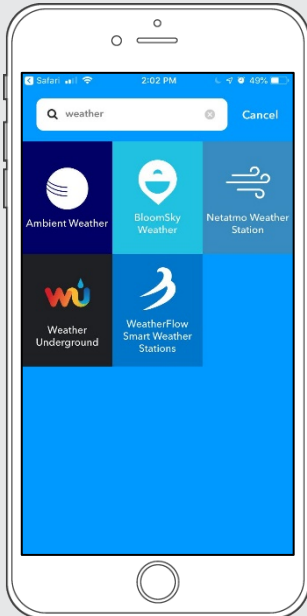 Safari 2:02 PM 49%
weather Cancel
Ambient Weather
BloomSky
Weather
Netatmo Weather
Station
wu
Weather
Underground
WeatherFlow
Smart Weather
Stations